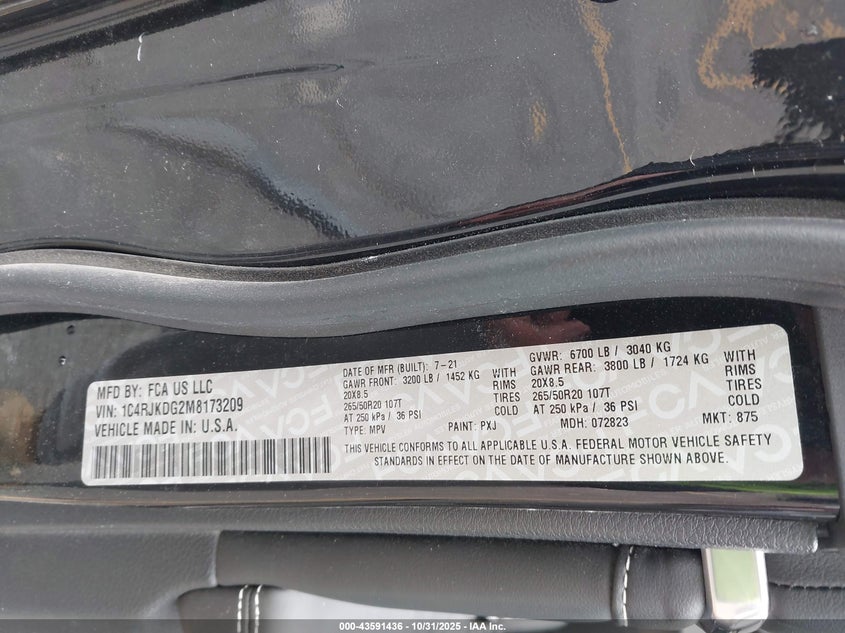 MFD BY: FCA US LLC
VIN: 1C4RJKDG2M8173209
VEHICLE MADE IN: U.S.A.
DATE OF MFR (BUILT): 7-21
GAWR FRONT: 3200 LB / 1452 KG WITH
20X8.5 RIMS
265/50R20 107T TIRES
AT 250 kPa / 36 PSI COLD
TYPE: MPV PAINT: PXJ
GVWR: 6700 LB / 3040 KG
GAWR REAR: 3800 LB / 1724 KG WITH
20X8.5 RIMS
265/50R20 107T TIRES
AT 250 kPa / 36 PSI COLD
MDH: 072823 MKT: 875
THIS VEHICLE CONFORMS TO ALL APPLICABLE U.S.A. FEDERAL MOTOR VEHICLE SAFETY
STANDARDS IN EFFECT ON THE DATE OF MANUFACTURE SHOWN ABOVE.
000-43591436 - 10/31/2025 - IAA Inc.